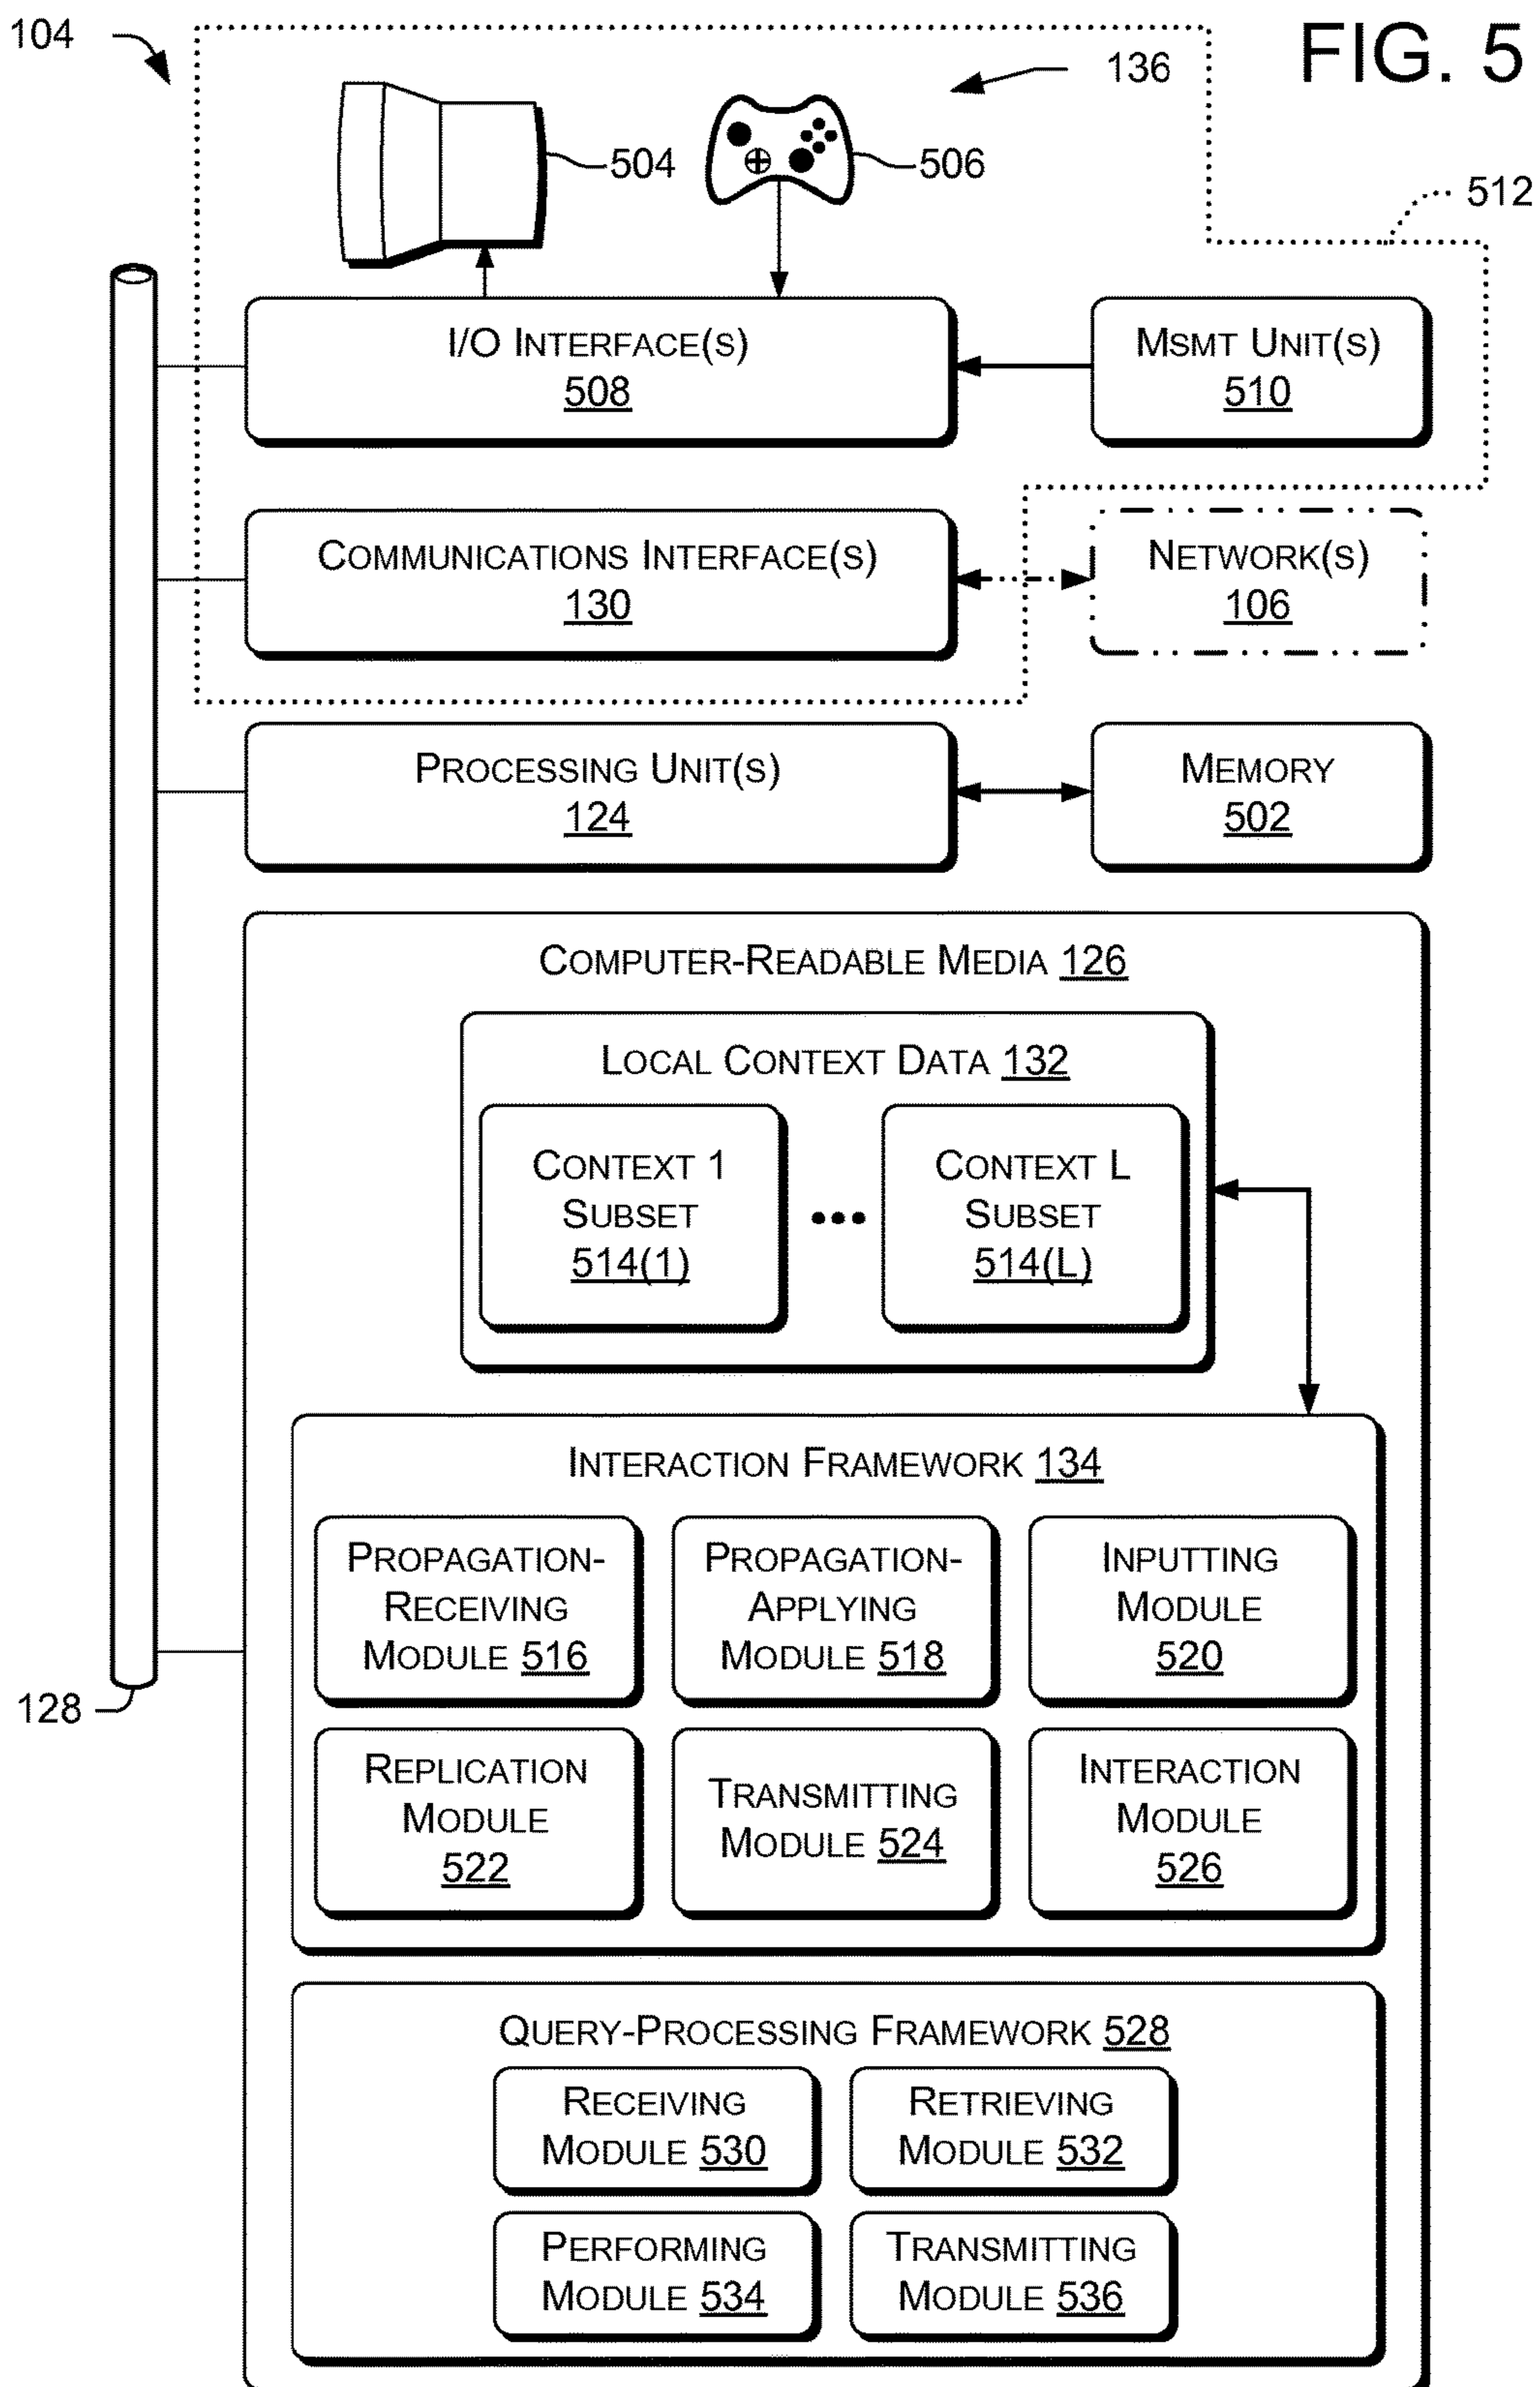 FIG. 5
104
136
504
506
512
I/O INTERFACE(S)
508
MSMT UNIT(S)
510
COMMUNICATIONS INTERFACE(S)
130
NETWORK(S)
106
PROCESSING UNIT(S)
124
MEMORY
502
COMPUTER-READABLE MEDIA 126
LOCAL CONTEXT DATA 132
CONTEXT 1
SUBSET
514(1)
•••
CONTEXT L
SUBSET
514(L)
INTERACTION FRAMEWORK 134
PROPAGATION-
RECEIVING
MODULE 516
PROPAGATION-
APPLYING
MODULE 518
INPUTTING
MODULE
520
128
REPLICATION
MODULE
522
TRANSMITTING
MODULE 524
INTERACTION
MODULE
526
QUERY-PROCESSING FRAMEWORK 528
RECEIVING
MODULE 530
RETRIEVING
MODULE 532
PERFORMING
MODULE 534
TRANSMITTING
MODULE 536